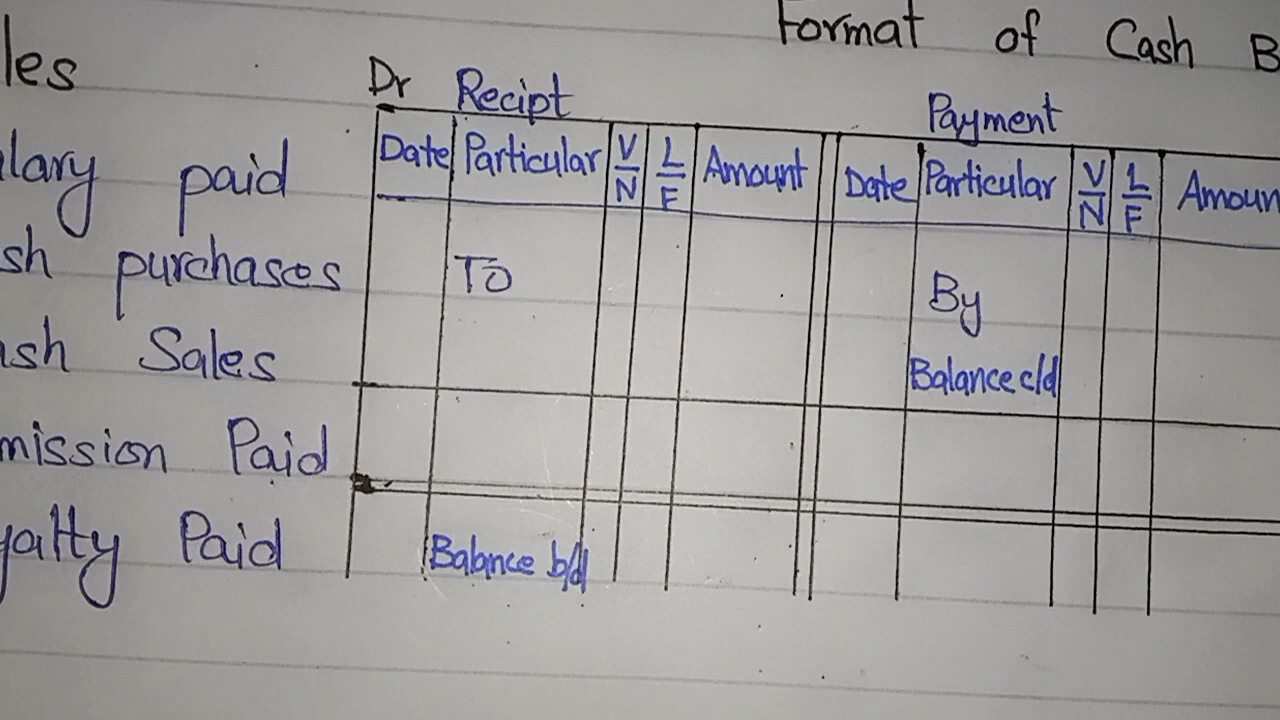 Format of Cash B
les
Dr Recipt Payment
Date Particular V/N L/F Amount Date Particular V/N L/F Amoun
lary paid
sh purchases
To By
ash Sales
Balance c/d
mission Paid
yalty Paid
Balance b/d